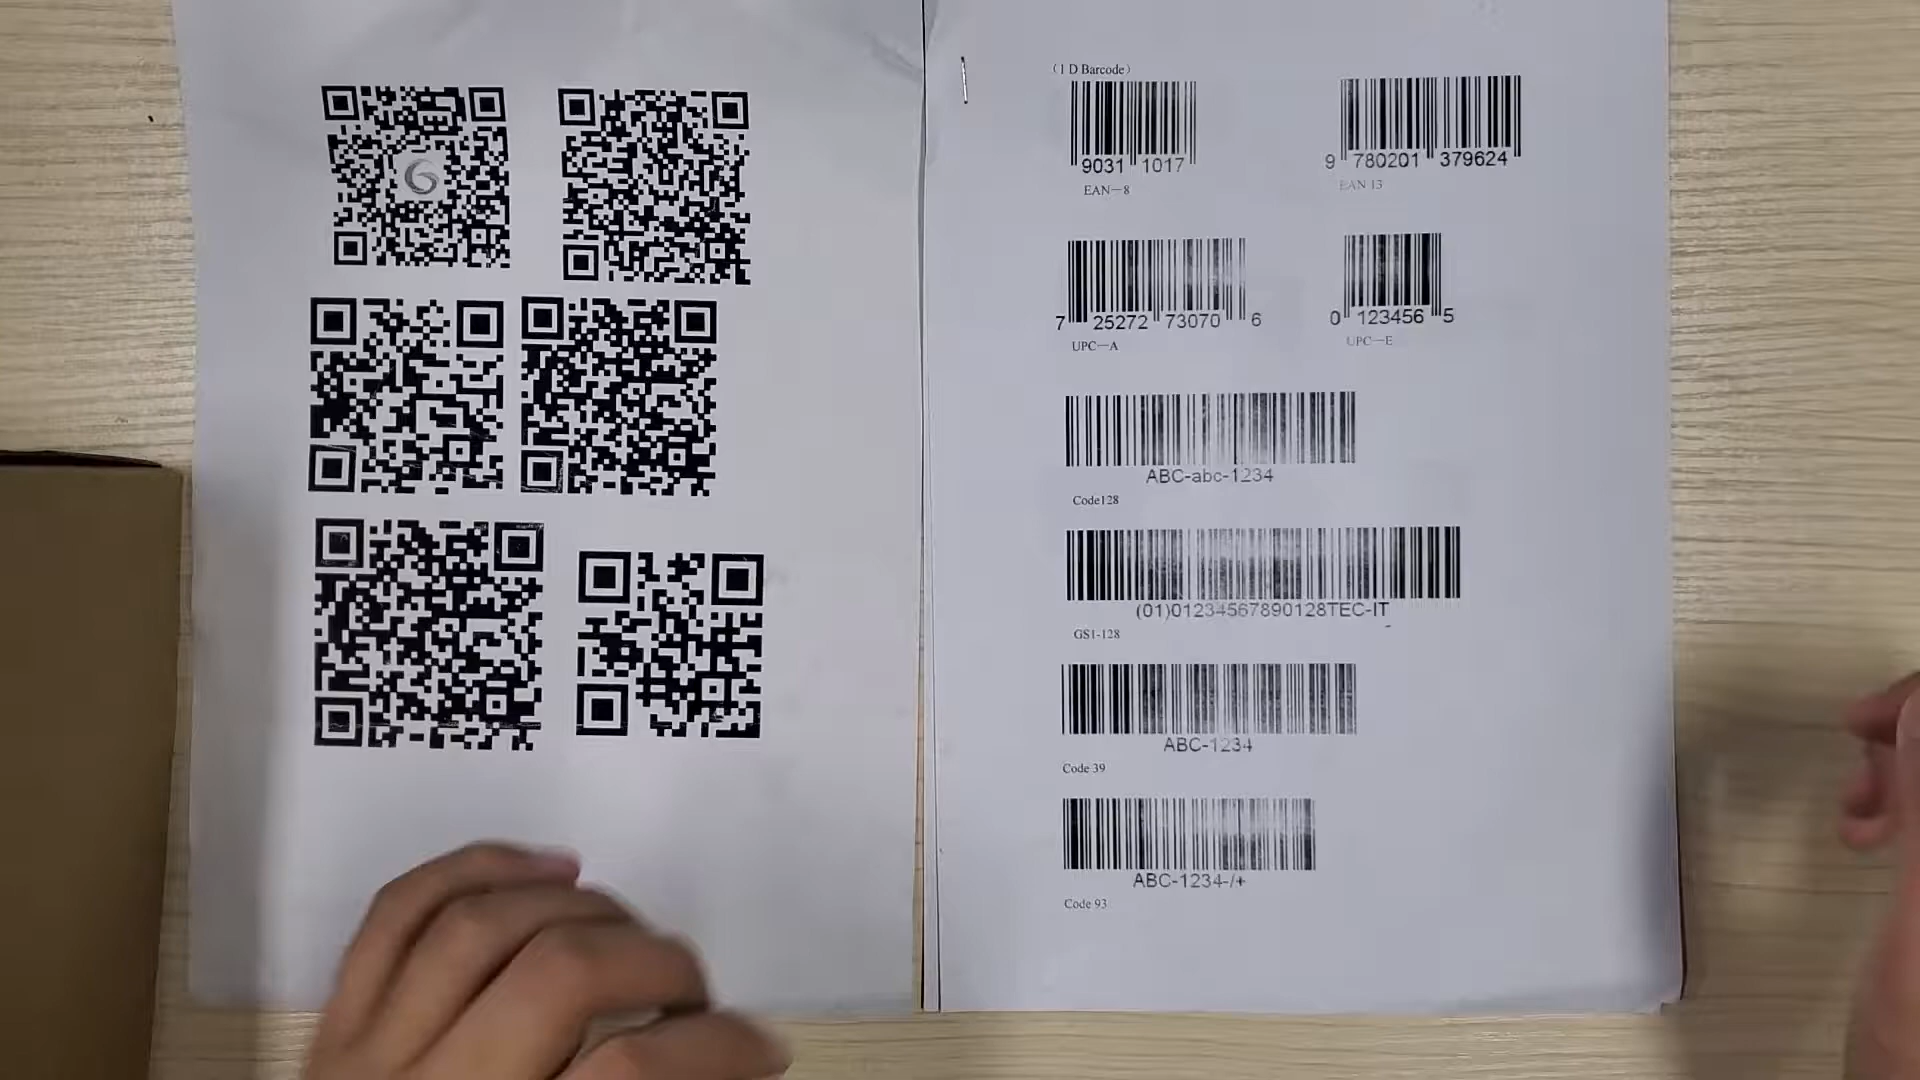 (1 D Barcode)
9031 1017
EAN-8
9 780201 379624
EAN 13
7 25272 73070 6
UPC-A
0 123456 5
UPC-E
ABC-abc-1234
Code128
(01)01234567890128TEC-IT
GS1-128
ABC-1234
Code 39
ABC-1234-/+
Code 93